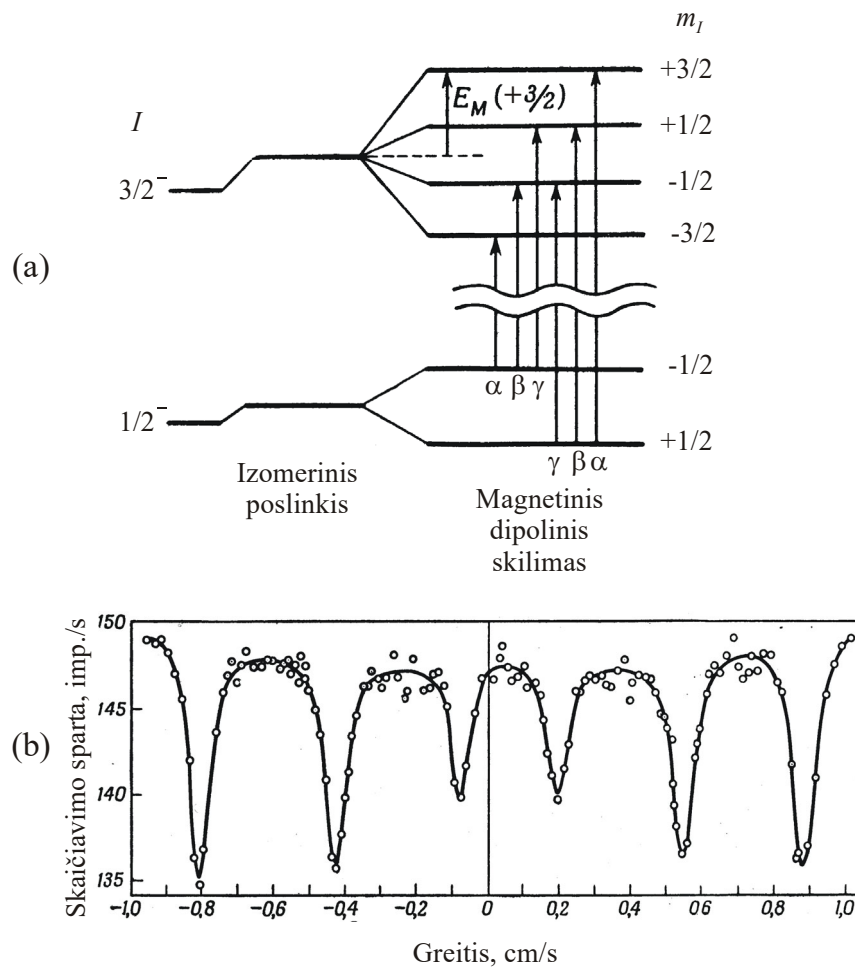 m_I
+3/2
E_M (+3/2)
I
+1/2
3/2⁻
-1/2
-3/2
(a)
-1/2
α β γ
1/2⁻
+1/2
γ β α
Izomerinis
poslinkis
Magnetinis
dipolinis
skilimas
(b)
Skaičiavimo sparta, imp./s
150
145
140
135
-1,0 -0,8 -0,6 -0,4 -0,2 0 0,2 0,4 0,6 0,8 1,0
Greitis, cm/s